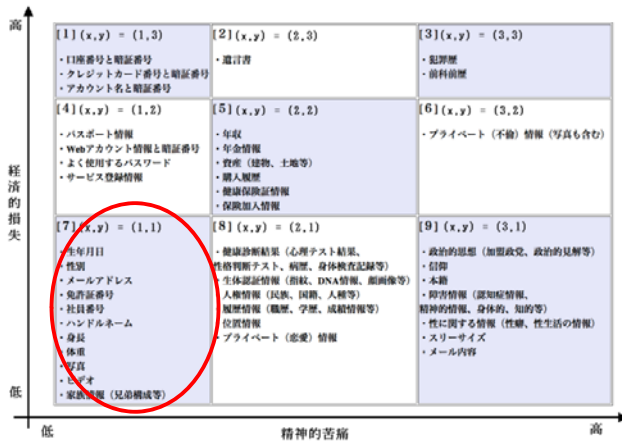 高
[1](x,y) = (1,3)
・口座番号と暗証番号
・クレジットカード番号と暗証番号
・アカウント名と暗証番号
[2](x,y) = (2,3)
・遺言書
[3](x,y) = (3,3)
・犯罪歴
・前科前歴
[4](x,y) = (1,2)
・パスポート情報
・Webアカウント情報と暗証番号
・よく使用するパスワード
・サービス登録情報
[5](x,y) = (2,2)
・年収
・年金情報
・資産（建物、土地等）
・購入履歴
・健康保険証情報
・保険加入情報
[6](x,y) = (3,2)
・プライベート（不倫）情報（写真も含む）
経済的損失
[7](x,y) = (1,1)
・生年月日
・性別
・メールアドレス
・免許証番号
・社員番号
・ハンドルネーム
・身長
・体重
・写真
・ビデオ
・家族情報（兄弟構成等）
[8](x,y) = (2,1)
・健康診断結果（心理テスト結果、
性格判断テスト、病歴、身体検査記録等）
・生体認証情報（指紋、DNA情報、顔画像等）
人権情報（民族、国籍、人種等）
履歴情報（職歴、学歴、成績情報等）
位置情報
・プライベート（恋愛）情報
[9](x,y) = (3,1)
・政治的思想（加盟政党、政治的見解等）
・信仰
・本籍
・障害情報（認知症情報、
精神的情報、身体的、知的等）
・性に関する情報（性癖、性生活の情報）
・スリーサイズ
・メール内容
低
低
精神的苦痛
高